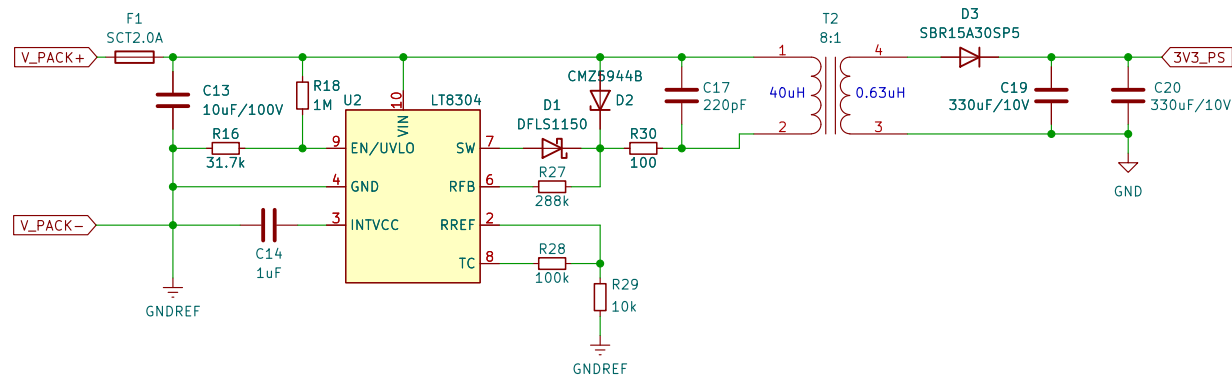 F1
SCT2.0A
V_PACK+
C13
10uF/100V
R18
1M
R16
31.7k
U2
LT8304
10
VIN
9
EN/UVLO
4
GND
3
INTVCC
SW
7
RFB
6
RREF
2
TC
8
V_PACK-
C14
1uF
GNDREF
CMZ5944B
D2
D1
DFLS1150
R27
288k
R28
100k
R29
10k
GNDREF
R30
100
C17
220pF
T2
8:1
1
2
4
3
40uH
0.63uH
D3
SBR15A30SP5
C19
330uF/10V
C20
330uF/10V
3V3_PS
GND